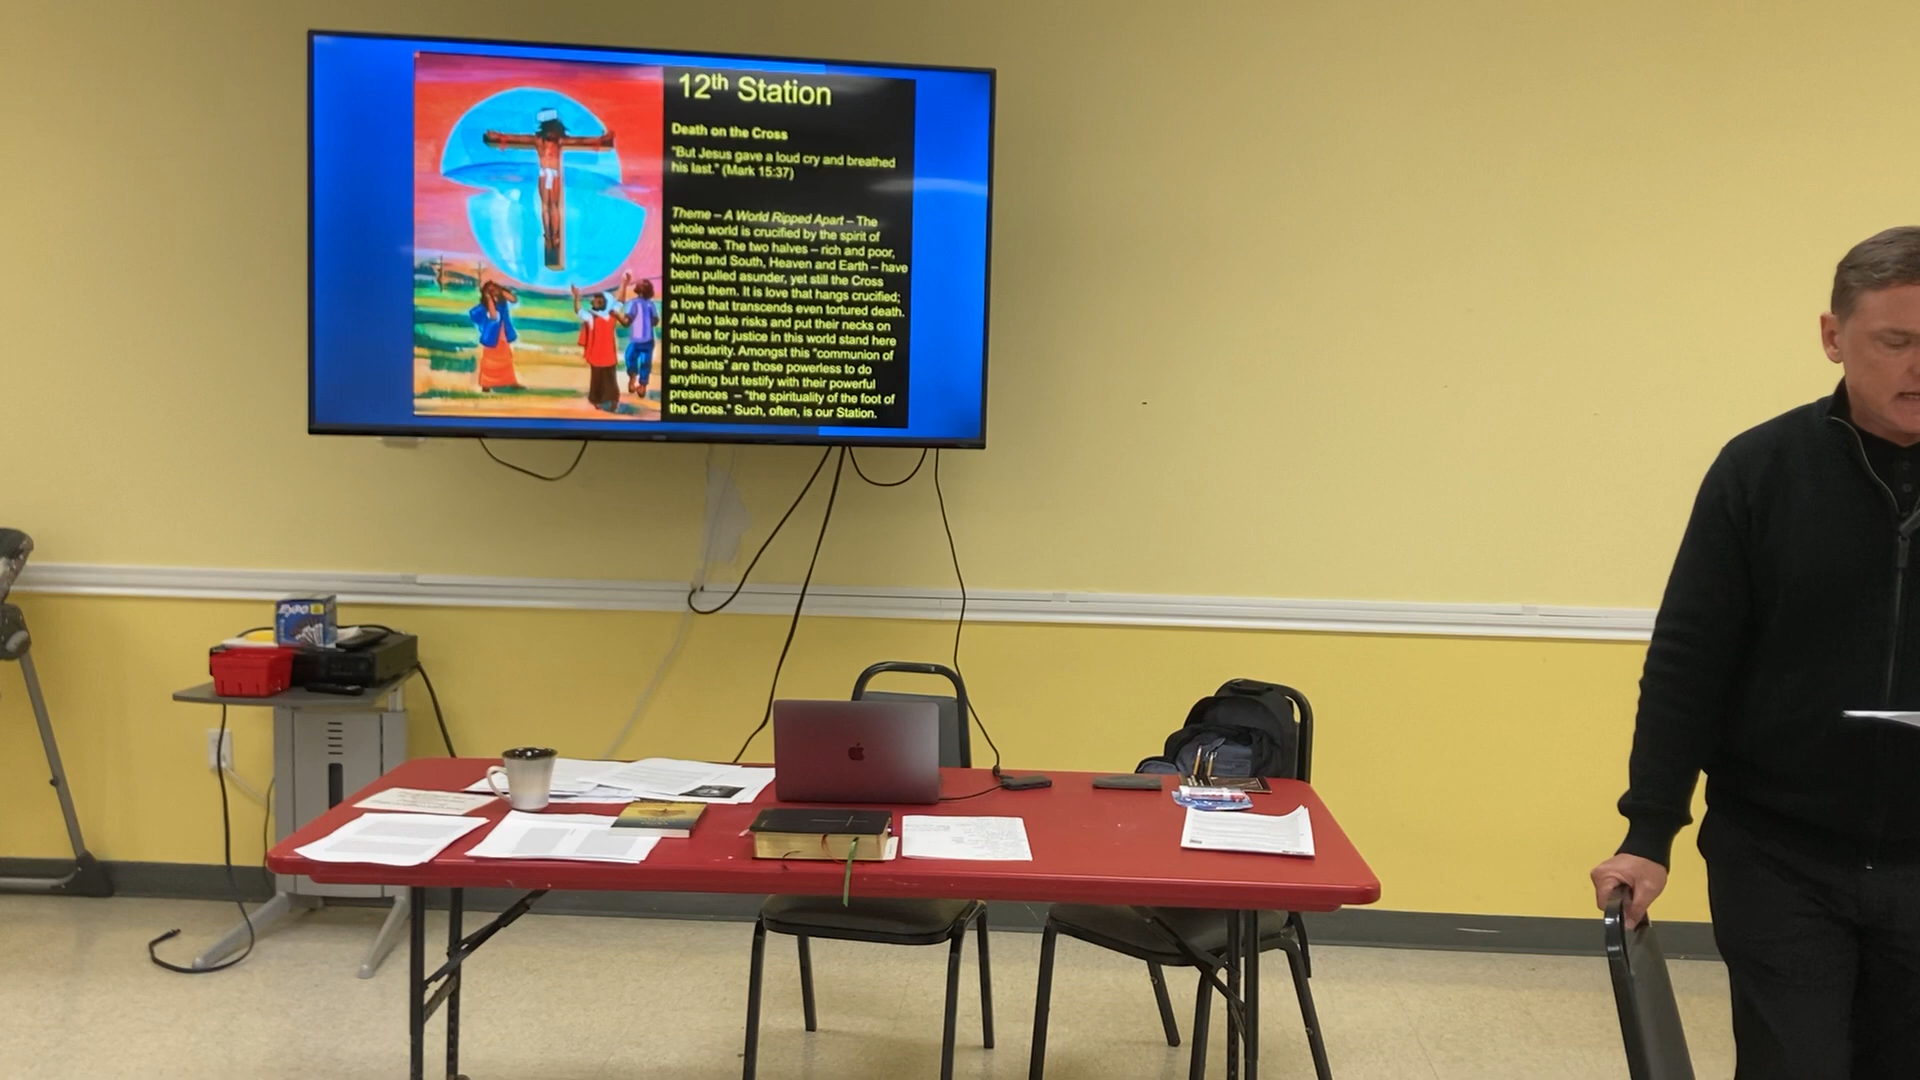 12th Station
Death on the Cross
"But Jesus gave a loud cry and breathed
his last." (Mark 15:37)
Theme – A World Ripped Apart – The
whole world is crucified by the spirit of
violence. The two halves – rich and poor,
North and South, Heaven and Earth – have
been pulled asunder, yet still the Cross
unites them. It is love that hangs crucified;
a love that transcends even tortured death.
All who take risks and put their necks on
the line for justice in this world stand here
in solidarity. Amongst this "communion of
the saints" are those powerless to do
anything but testify with their powerful
presences – "the spirituality of the foot of
the Cross." Such, often, is our Station.